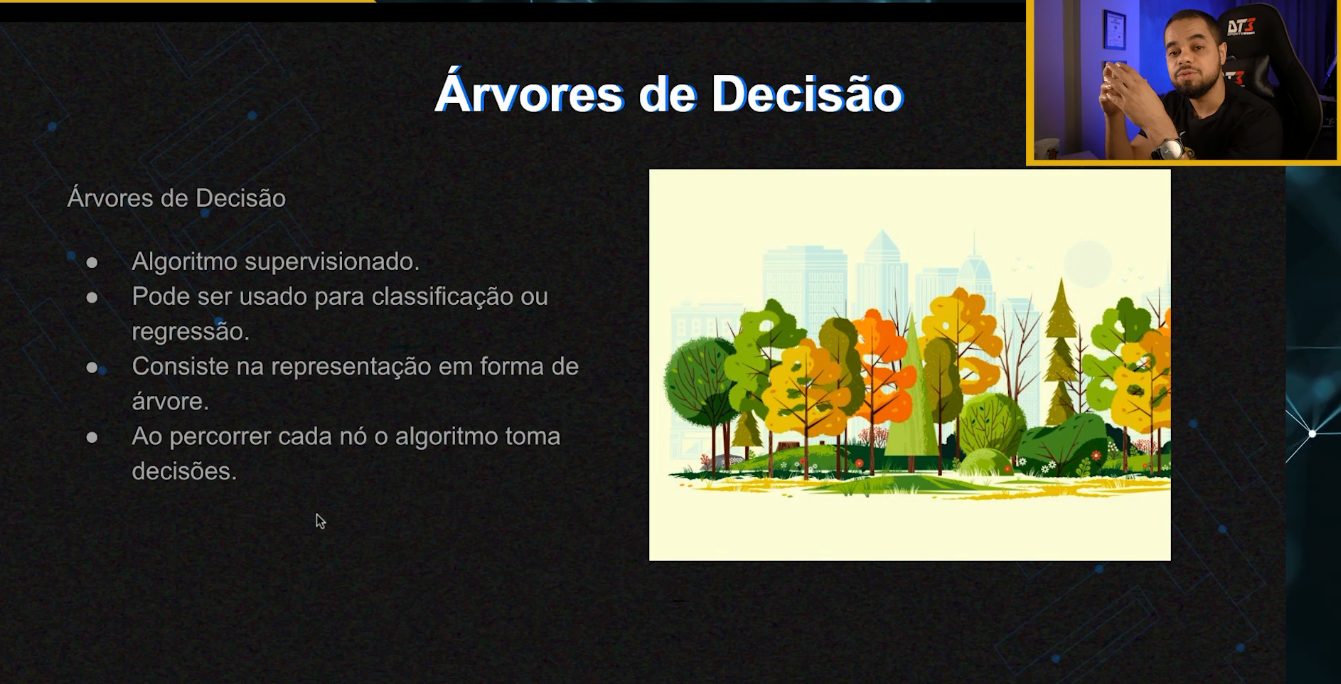 Árvores de Decisão
DT3
T3
Árvores de Decisão
● Algoritmo supervisionado.
● Pode ser usado para classificação ou
regressão.
● Consiste na representação em forma de
árvore.
● Ao percorrer cada nó o algoritmo toma
decisões.